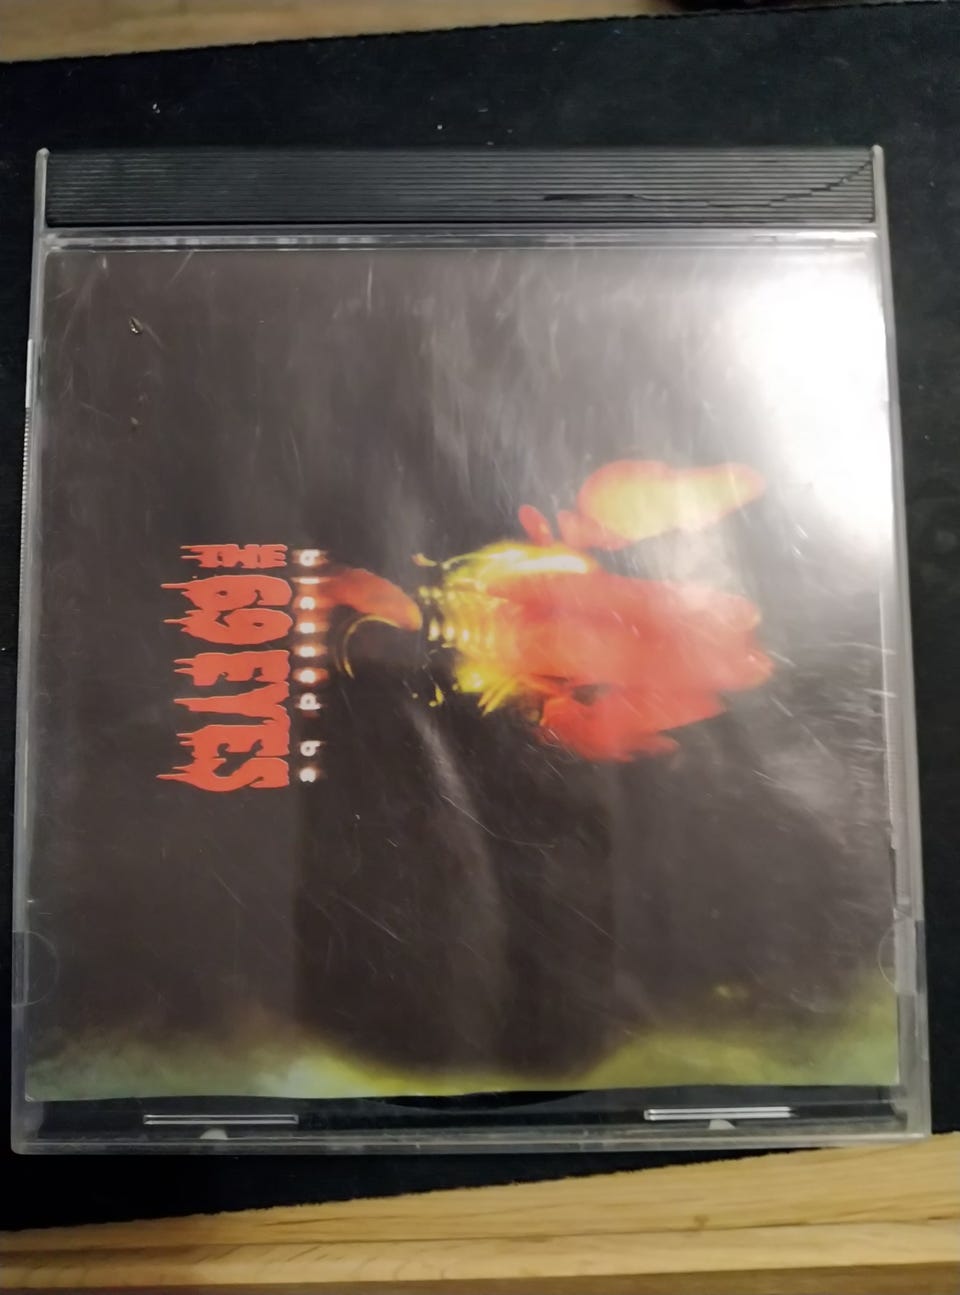 THE 69 EYES
blessed be